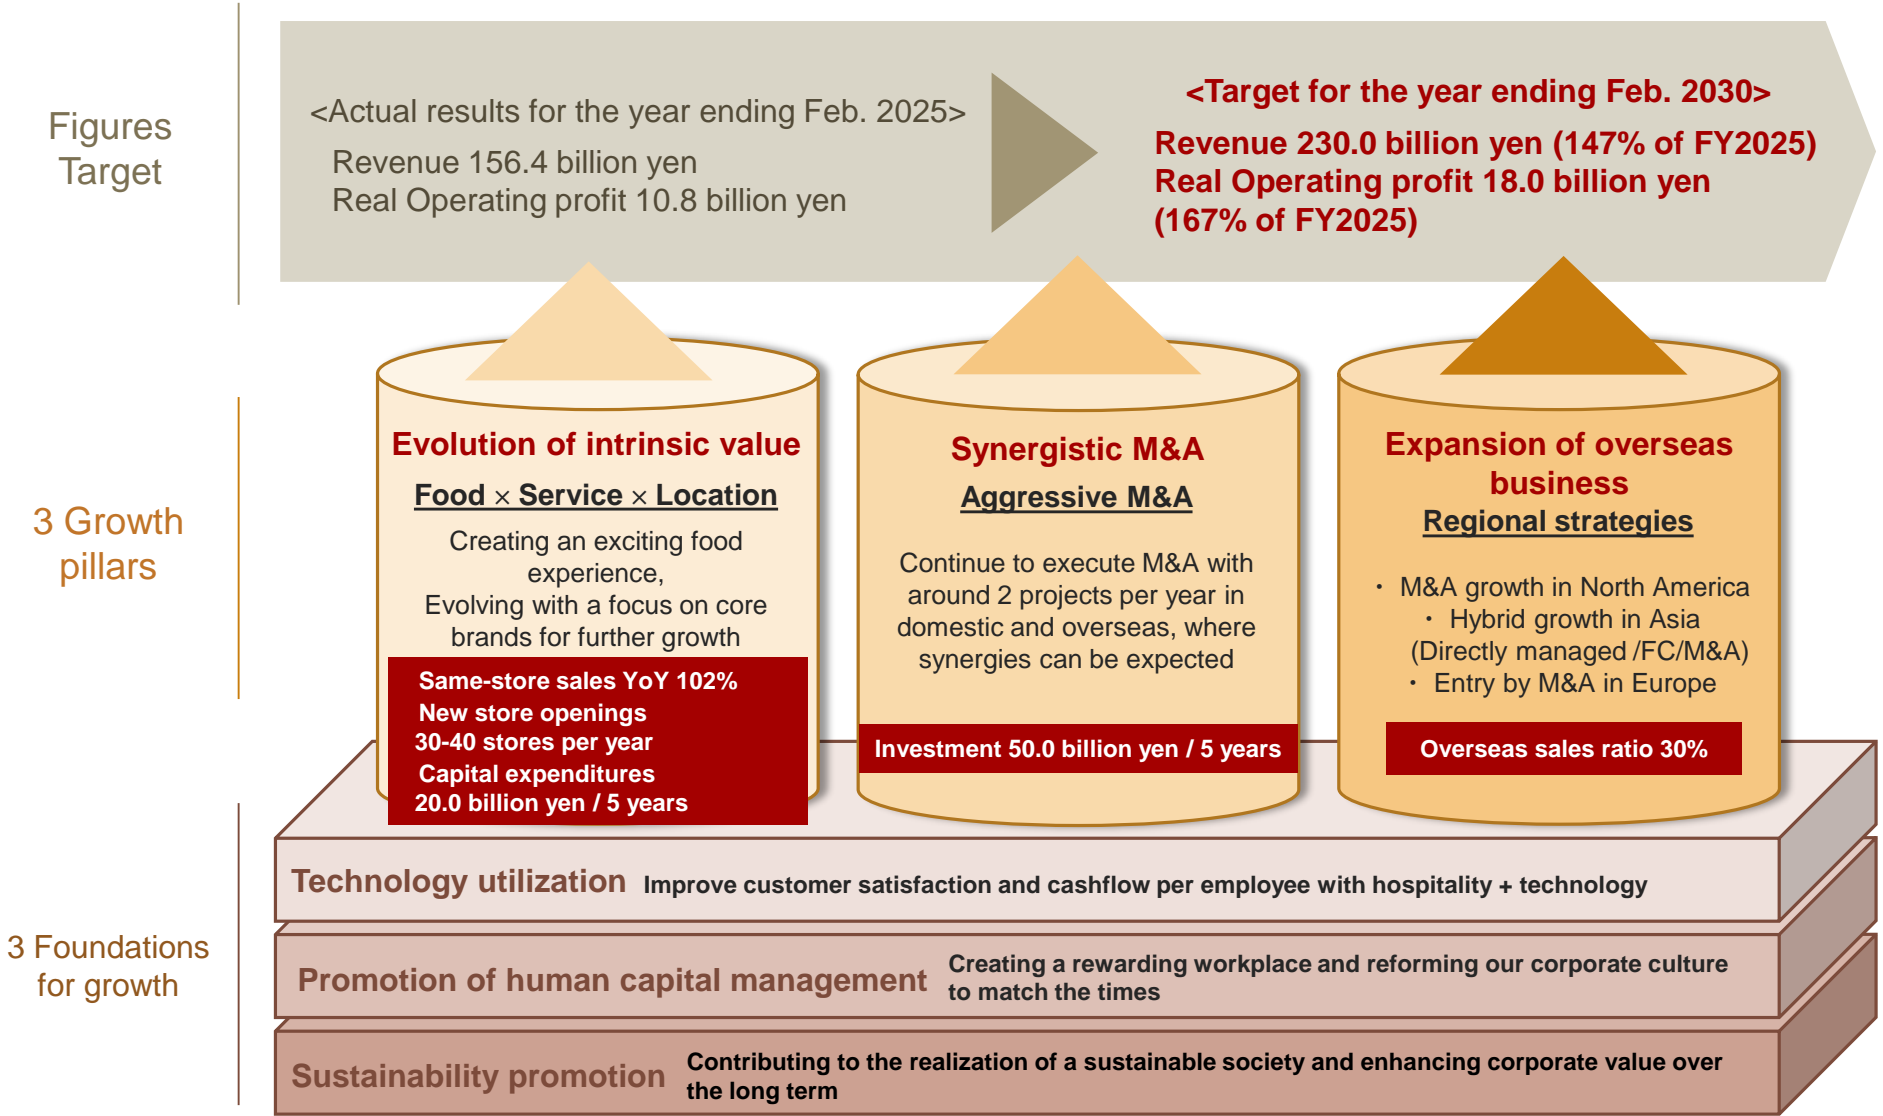 Figures
Target
<Actual results for the year ending Feb. 2025>
Revenue 156.4 billion yen
Real Operating profit 10.8 billion yen
<Target for the year ending Feb. 2030>
Revenue 230.0 billion yen (147% of FY2025)
Real Operating profit 18.0 billion yen
(167% of FY2025)
3 Growth
pillars
Evolution of intrinsic value
Food × Service × Location
Creating an exciting food
experience,
Evolving with a focus on core
brands for further growth
Same-store sales YoY 102%
New store openings
30-40 stores per year
Capital expenditures
20.0 billion yen / 5 years
Synergistic M&A
Aggressive M&A
Continue to execute M&A with
around 2 projects per year in
domestic and overseas, where
synergies can be expected
Investment 50.0 billion yen / 5 years
Expansion of overseas
business
Regional strategies
・ M&A growth in North America
・ Hybrid growth in Asia
(Directly managed /FC/M&A)
・ Entry by M&A in Europe
Overseas sales ratio 30%
3 Foundations
for growth
Technology utilization Improve customer satisfaction and cashflow per employee with hospitality + technology
Promotion of human capital management
Creating a rewarding workplace and reforming our corporate culture
to match the times
Sustainability promotion
Contributing to the realization of a sustainable society and enhancing corporate value over
the long term